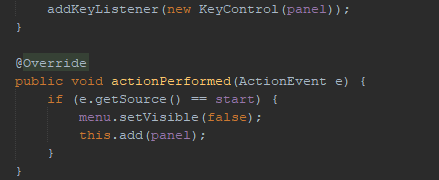 addKeyListener(new KeyControl(panel));
}
@Override
public void actionPerformed(ActionEvent e) {
if (e.getSource() == start) {
menu.setVisible(false);
this.add(panel);
}
}